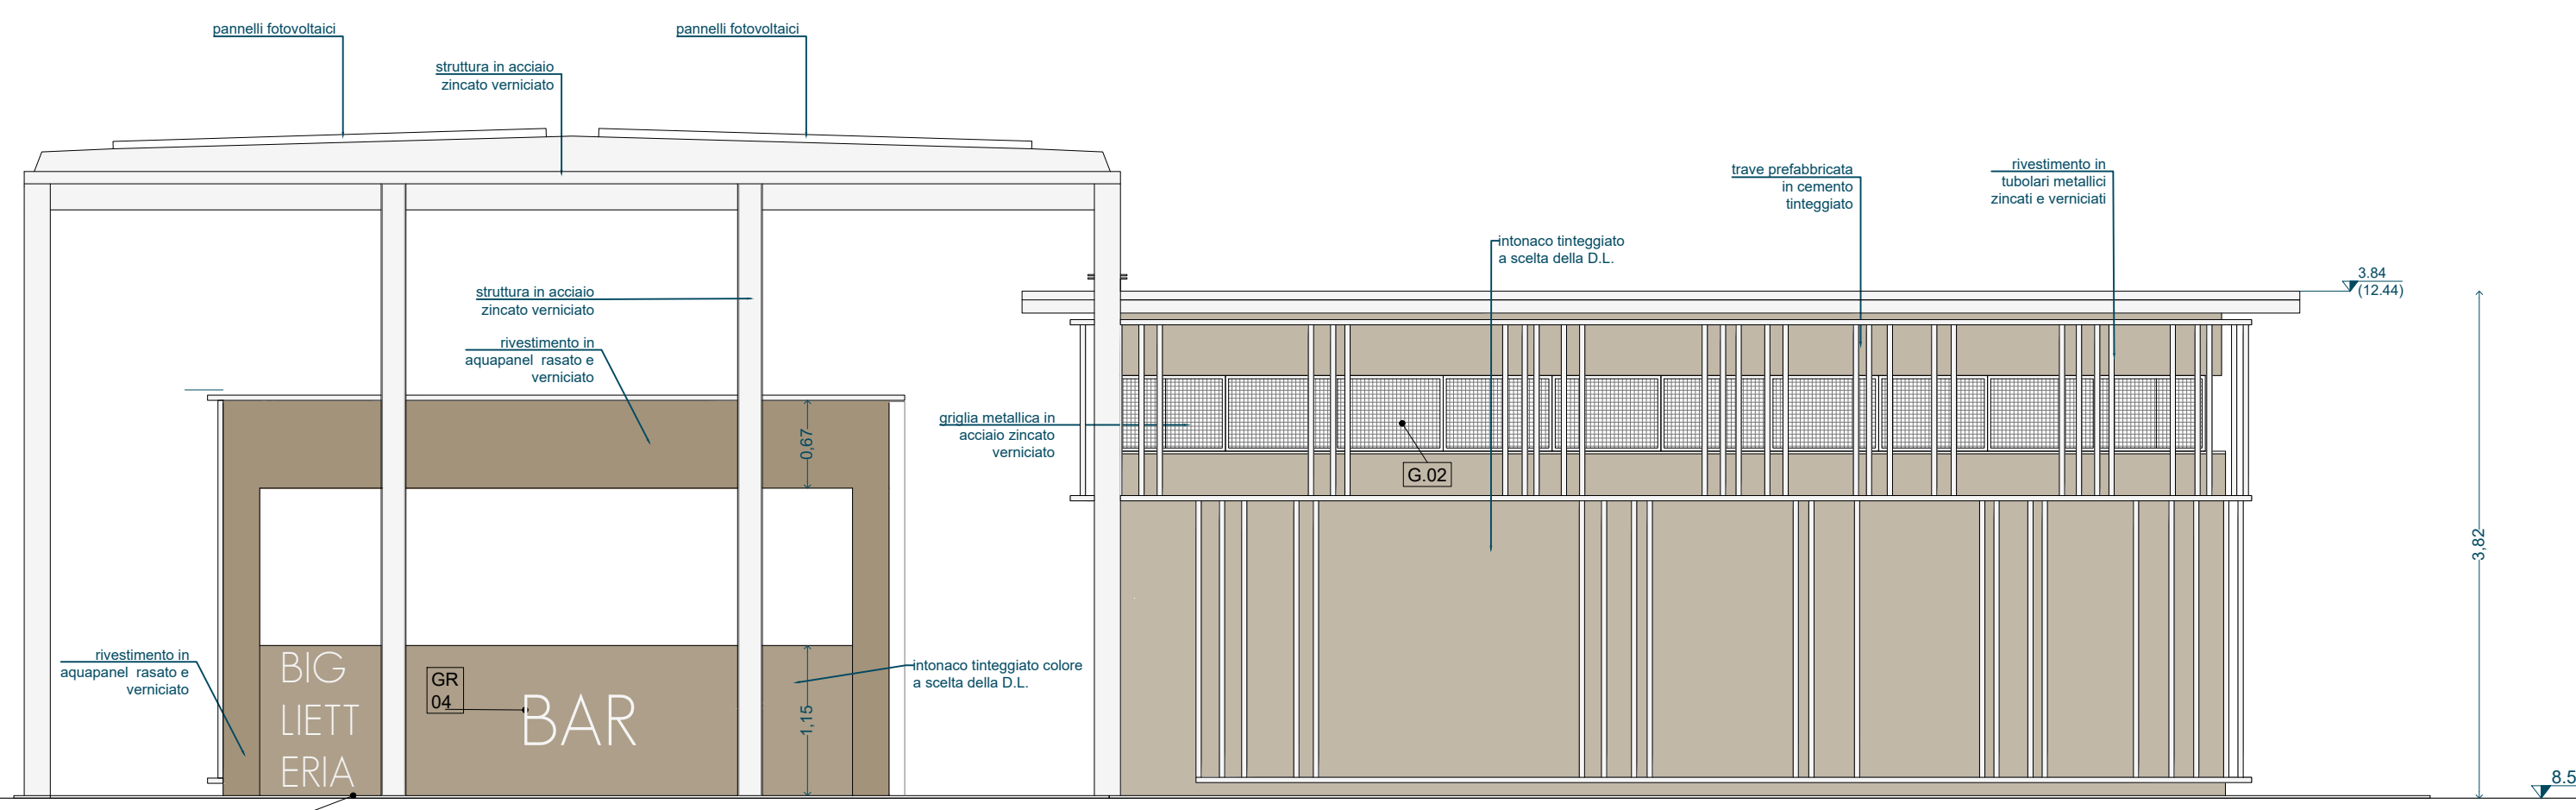 pannelli fotovoltaici
pannelli fotovoltaici
struttura in acciaio
zincato verniciato
trave prefabbricata
in cemento
tinteggiato
rivestimento in
tubolari metallici
zincati e verniciati
intonaco tinteggiato
a scelta della D.L.
3.84
(12.44)
struttura in acciaio
zincato verniciato
rivestimento in
aquapanel rasato e
verniciato
0,67
griglia metallica in
acciaio zincato
verniciato
G.02
3,82
rivestimento in
aquapanel rasato e
verniciato
BIG
LIETT
ERIA
GR
04
BAR
1,15
intonaco tinteggiato colore
a scelta della D.L.
8.5